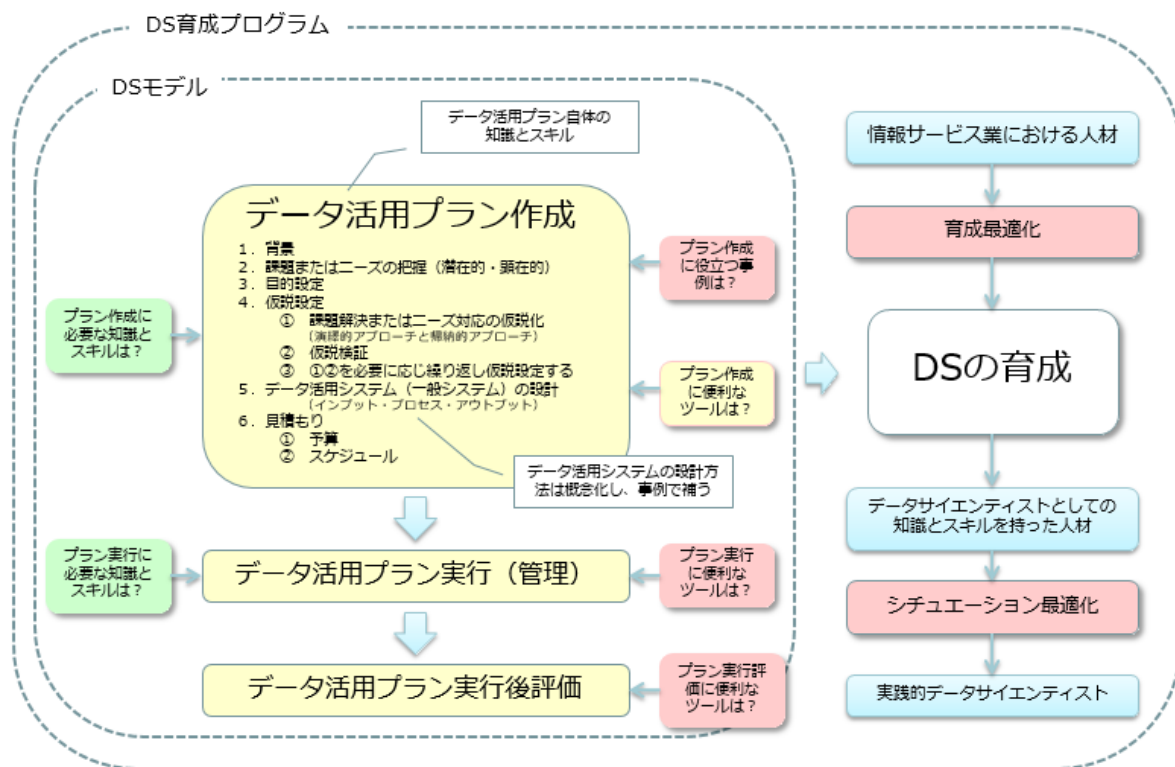 DS育成プログラム
DSモデル
データ活用プラン自体の
知識とスキル
データ活用プラン作成
1. 背景
2. 課題またはニーズの把握（潜在的・顕在的）
3. 目的設定
4. 仮説設定
① 課題解決またはニーズ対応の仮説化
（演繹的アプローチと帰納的アプローチ）
② 仮説検証
③ ①②を必要に応じ繰り返し仮説設定する
5. データ活用システム（一般システム）の設計
（インプット・プロセス・アウトプット）
6. 見積もり
① 予算
② スケジュール
プラン作成に
必要な知識と
スキルは？
プラン作成
に役立つ事
例は？
プラン作成
に便利な
ツールは？
データ活用システムの設計方
法は概念化し、事例で補う
プラン実行に
必要な知識と
スキルは？
データ活用プラン実行（管理）
プラン実行
に便利な
ツールは？
データ活用プラン実行後評価
プラン実行評
価に便利な
ツールは？
情報サービス業における人材
育成最適化
DSの育成
データサイエンティストとしての
知識とスキルを持った人材
シチュエーション最適化
実践的データサイエンティスト